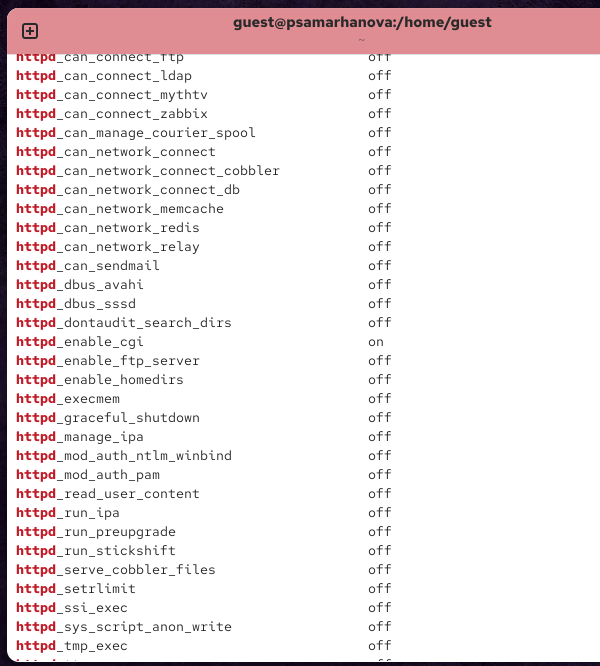 guest@psamarhanova:/home/guest
~
httpd_can_connect_ftp off
httpd_can_connect_ldap off
httpd_can_connect_mythtv off
httpd_can_connect_zabbix off
httpd_can_manage_courier_spool off
httpd_can_network_connect off
httpd_can_network_connect_cobbler off
httpd_can_network_connect_db off
httpd_can_network_memcache off
httpd_can_network_redis off
httpd_can_network_relay off
httpd_can_sendmail off
httpd_dbus_avahi off
httpd_dbus_sssd off
httpd_dontaudit_search_dirs off
httpd_enable_cgi on
httpd_enable_ftp_server off
httpd_enable_homedirs off
httpd_execmem off
httpd_graceful_shutdown off
httpd_manage_ipa off
httpd_mod_auth_ntlm_winbind off
httpd_mod_auth_pam off
httpd_read_user_content off
httpd_run_ipa off
httpd_run_preupgrade off
httpd_run_stickshift off
httpd_serve_cobbler_files off
httpd_setrlimit off
httpd_ssi_exec off
httpd_sys_script_anon_write off
httpd_tmp_exec off